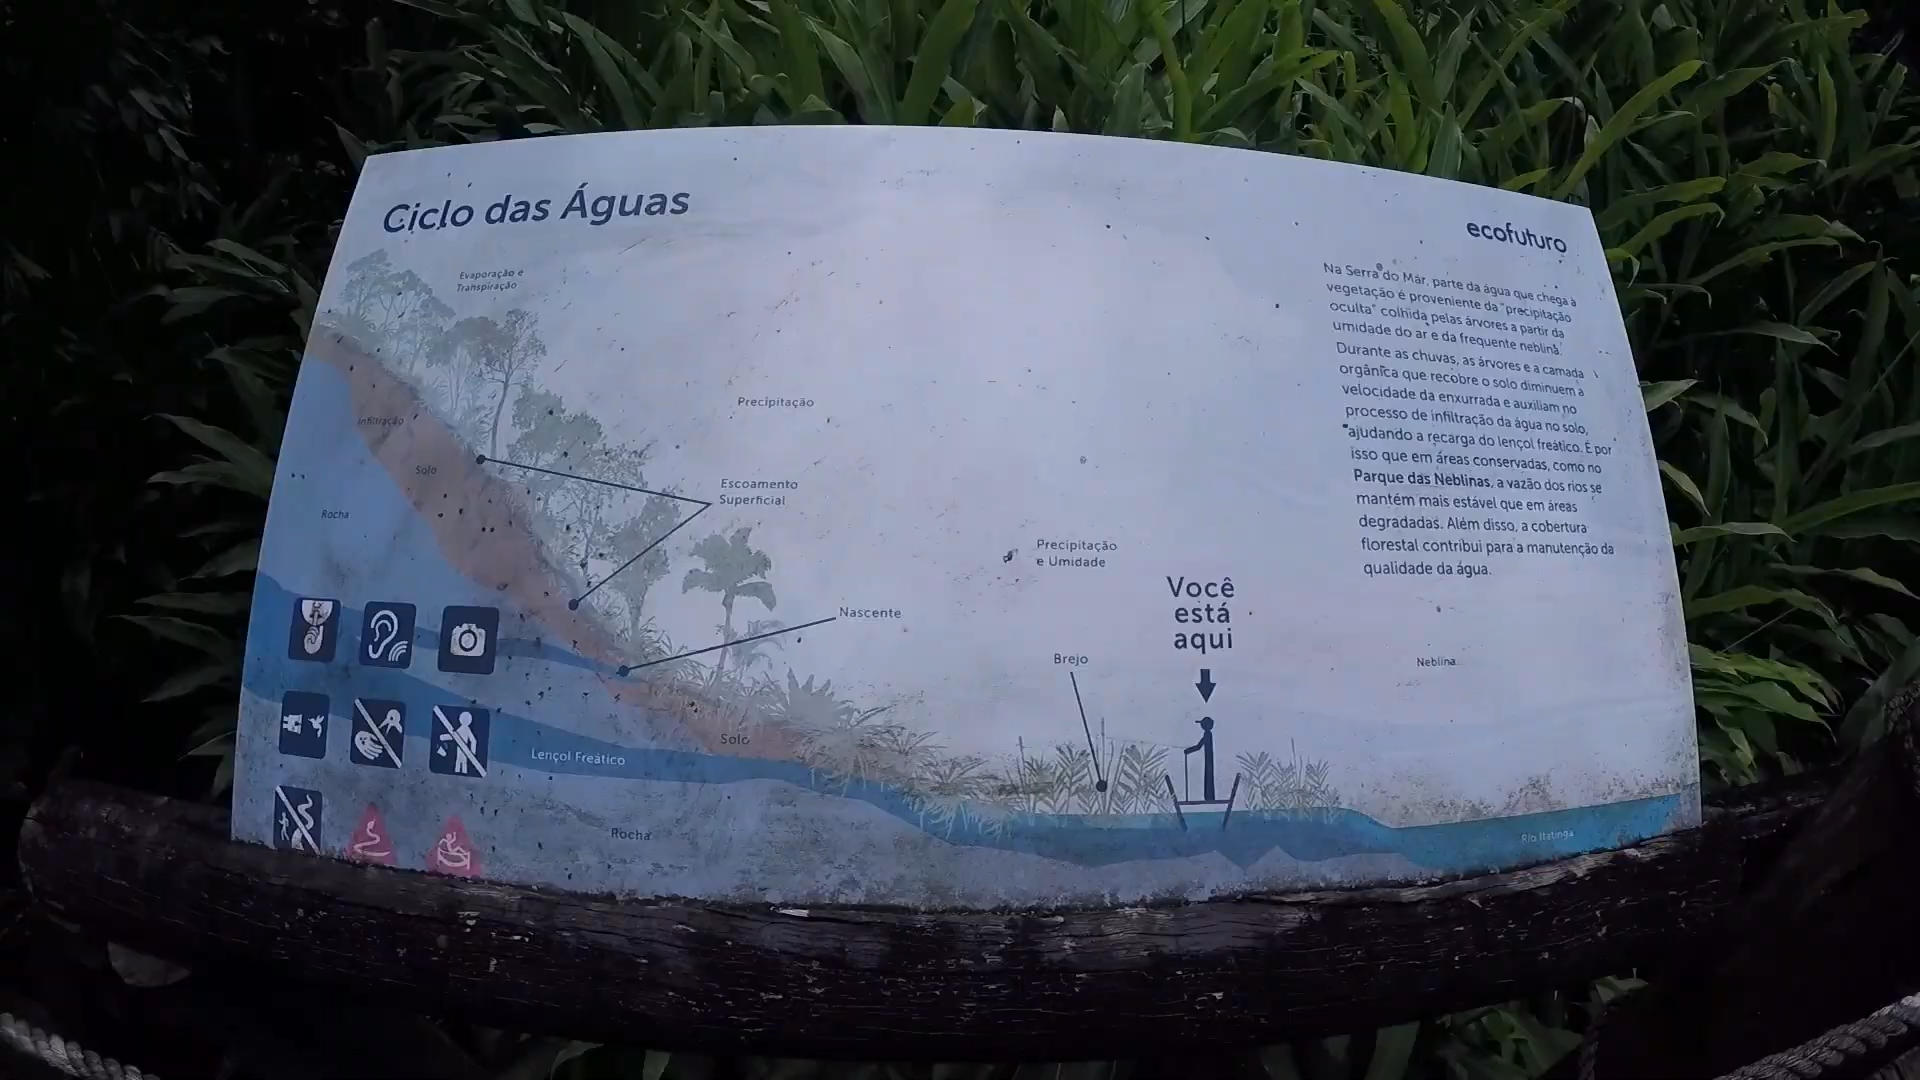 Ciclo das Águas
ecofuturo
Evaporação e
Transpiração
Na Serra do Mar, parte da água que chega à
vegetação é proveniente da "precipitação
oculta" colhida pelas árvores a partir da
umidade do ar e da frequente neblina.
Durante as chuvas, as árvores e a camada
orgânica que recobre o solo diminuem a
velocidade da enxurrada e auxiliam no
processo de infiltração da água no solo,
ajudando a recarga do lençol freático. É por
isso que em áreas conservadas, como no
Parque das Neblinas, a vazão dos rios se
mantém mais estável que em áreas
degradadas. Além disso, a cobertura
florestal contribui para a manutenção da
qualidade da água.
Precipitação
Infiltração
Solo
Escoamento
Superficial
Rocha
Precipitação
e Umidade
Você
está
aqui
Nascente
Brejo
Neblina
Solo
Lençol Freático
Rocha
Rio Itatinga